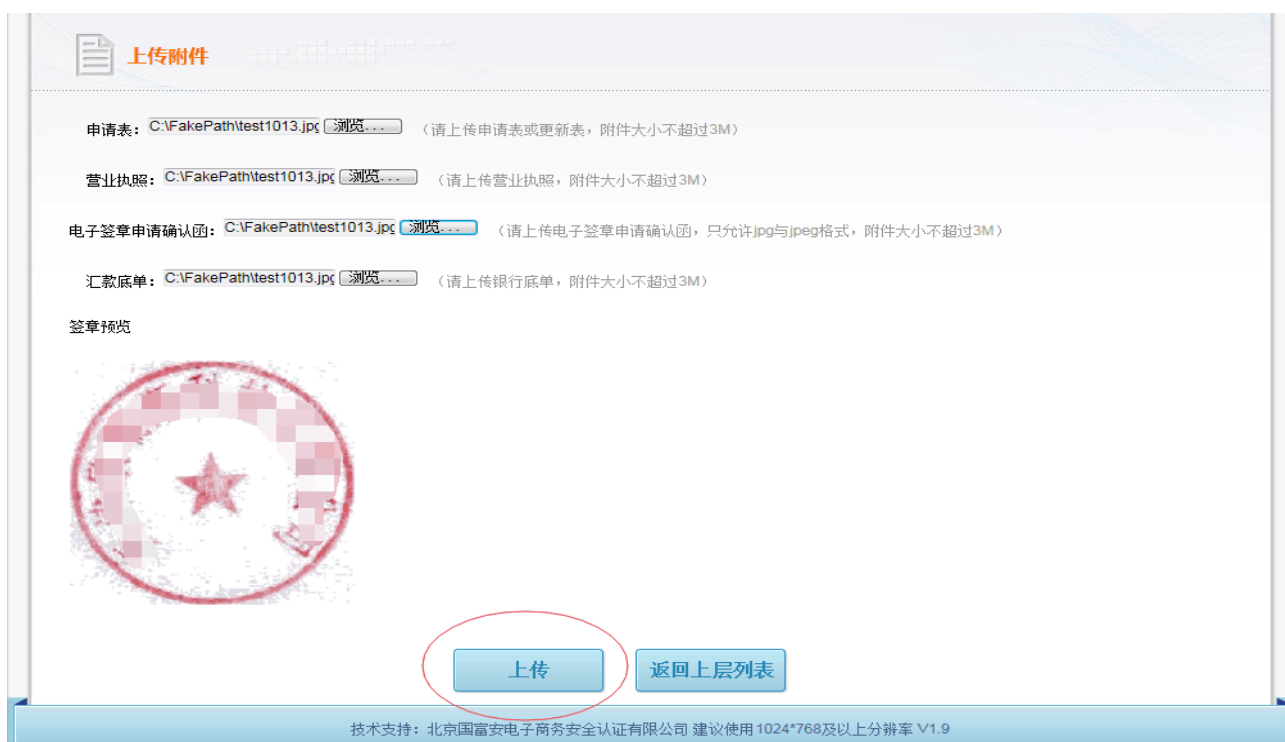 上传附件
申请表：C:\FakePath\test1013.jpg 浏览... （请上传申请表或更新表，附件大小不超过3M）
营业执照：C:\FakePath\test1013.jpg 浏览... （请上传营业执照，附件大小不超过3M）
电子签章申请确认函：C:\FakePath\test1013.jpg 浏览... （请上传电子签章申请确认函，只允许jpg与jpeg格式，附件大小不超过3M）
汇款底单：C:\FakePath\test1013.jpg 浏览... （请上传银行底单，附件大小不超过3M）
签章预览
上传 返回上层列表
技术支持：北京国富安电子商务安全认证有限公司 建议使用1024*768及以上分辨率 V1.9